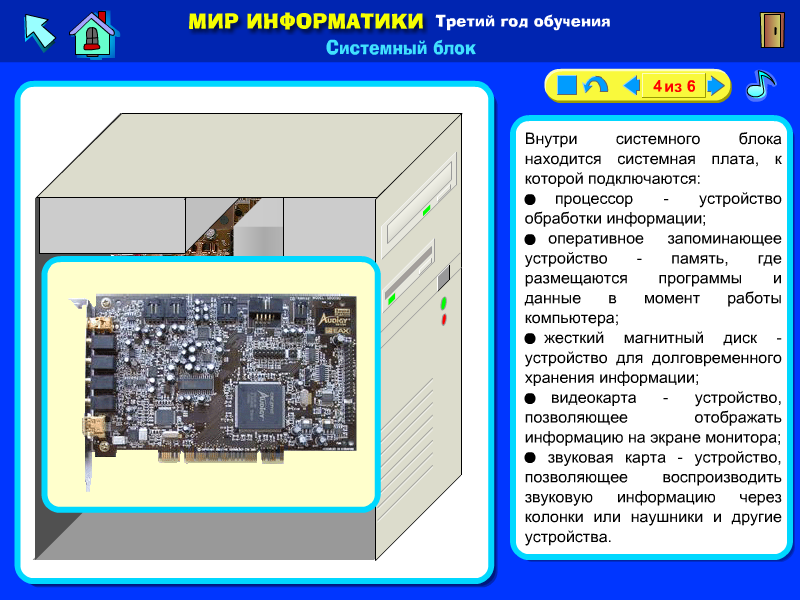 МИР ИНФОРМАТИКИ Третий год обучения
Системный блок
4 из 6
Внутри системного блока
находится системная плата, к
которой подключаются:
● процессор - устройство
обработки информации;
● оперативное запоминающее
устройство - память, где
размещаются программы и
данные в момент работы
компьютера;
● жесткий магнитный диск -
устройство для долговременного
хранения информации;
● видеокарта - устройство,
позволяющее отображать
информацию на экране монитора;
● звуковая карта - устройство,
позволяющее воспроизводить
звуковую информацию через
колонки или наушники и другие
устройства.
Audigy
EAX
Audigy